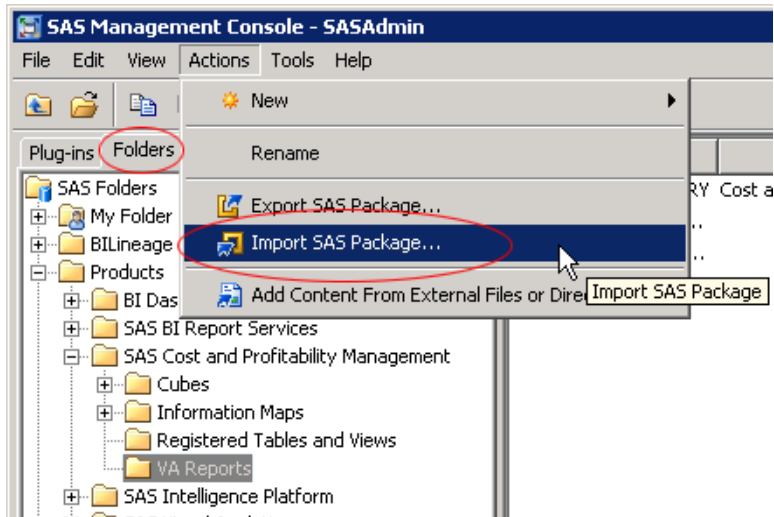 SAS Management Console - SASAdmin
File Edit View Actions Tools Help
New
Plug-ins Folders
Rename
SAS Folders
RY Cost a
My Folder
Export SAS Package...
BILineage
Import SAS Package...
Products
BI Das
Add Content From External Files or Dire
Import SAS Package
SAS BI Report Services
SAS Cost and Profitability Management
Cubes
Information Maps
Registered Tables and Views
VA Reports
SAS Intelligence Platform